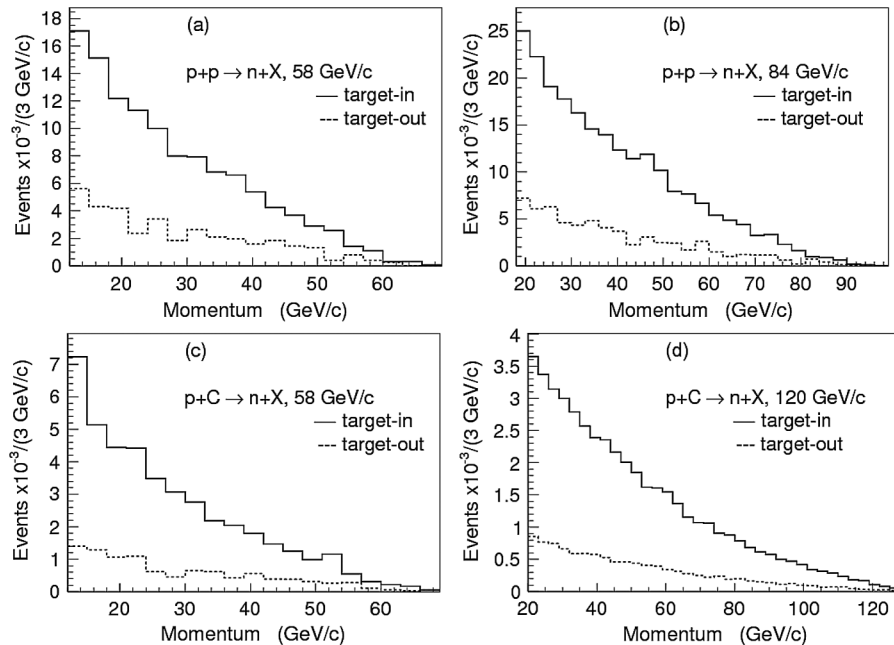 (a)
p+p → n+X, 58 GeV/c
target-in
target-out
Events x10⁻³/(3 GeV/c)
18
16
14
12
10
8
6
4
2
0
20 30 40 50 60
Momentum (GeV/c)
(b)
p+p → n+X, 84 GeV/c
target-in
target-out
Events x10⁻³/(3 GeV/c)
25
20
15
10
5
0
20 30 40 50 60 70 80 90
Momentum (GeV/c)
(c)
p+C → n+X, 58 GeV/c
target-in
target-out
Events x10⁻³/(3 GeV/c)
7
6
5
4
3
2
1
0
20 30 40 50 60
Momentum (GeV/c)
(d)
p+C → n+X, 120 GeV/c
target-in
target-out
Events x10⁻³/(3 GeV/c)
4
3.5
3
2.5
2
1.5
1
0.5
0
20 40 60 80 100 120
Momentum (GeV/c)